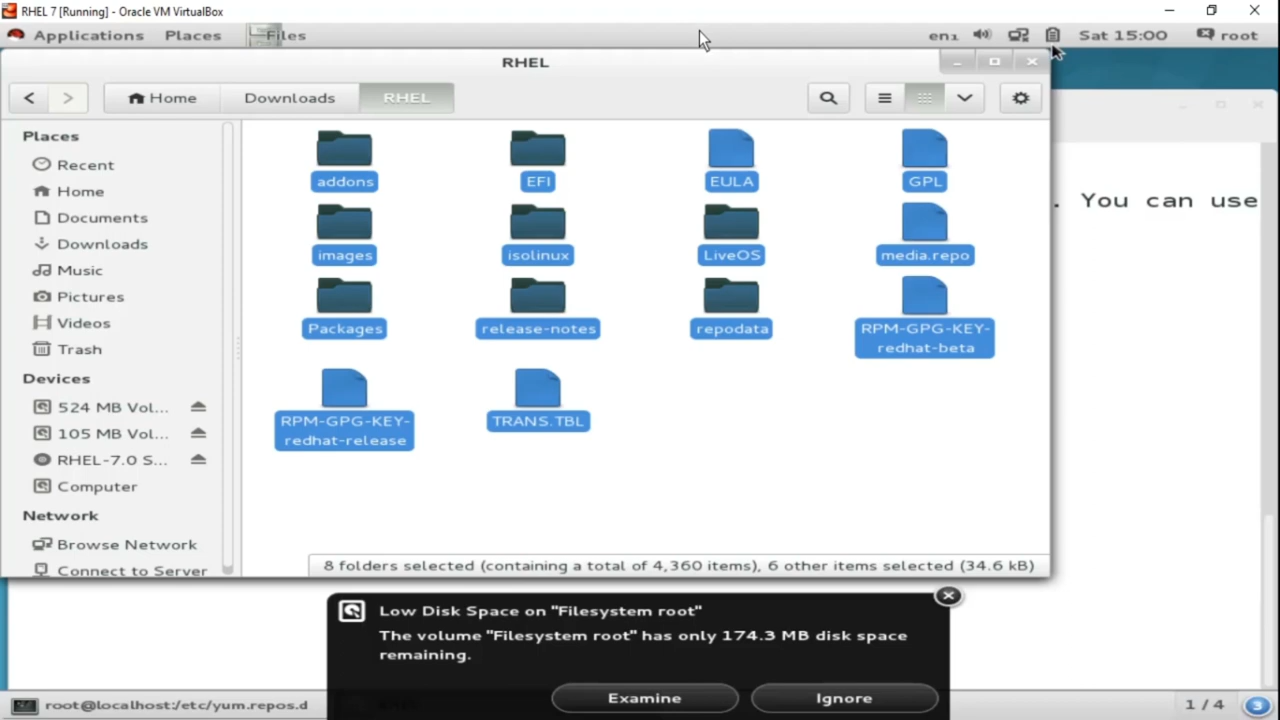 RHEL 7 [Running] - Oracle VM VirtualBox
Applications Places Files en1 Sat 15:00 root
RHEL
Home Downloads RHEL
Places
Recent
Home
Documents
Downloads
Music
Pictures
Videos
Trash
Devices
524 MB Vol...
105 MB Vol...
RHEL-7.0 S...
Computer
Network
Browse Network
Connect to Server
addons EFI EULA GPL
images isolinux LiveOS media.repo
Packages release-notes repodata RPM-GPG-KEY-
redhat-beta
RPM-GPG-KEY- TRANS.TBL
redhat-release
. You can use
8 folders selected (containing a total of 4,360 items), 6 other items selected (34.6 kB)
Low Disk Space on "Filesystem root"
The volume "Filesystem root" has only 174.3 MB disk space
remaining.
Examine Ignore
root@localhost:/etc/yum.repos.d 1 / 4 3